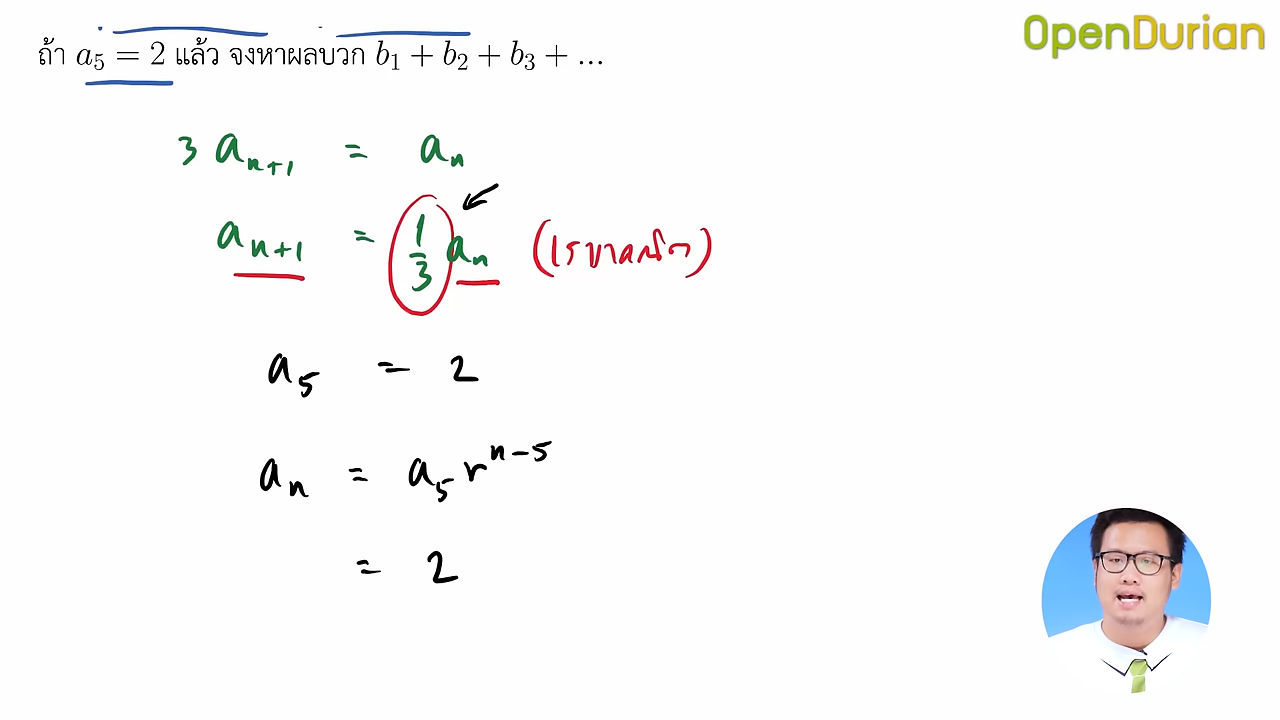 OpenDurian
ถ้า a₅ = 2 แล้ว จงหาผลบวก b₁ + b₂ + b₃ + ...
3 aₙ₊₁ = aₙ
aₙ₊₁ = 1/3 aₙ (เรขาคณิต)
a₅ = 2
aₙ = a₅ rⁿ⁻⁵
= 2